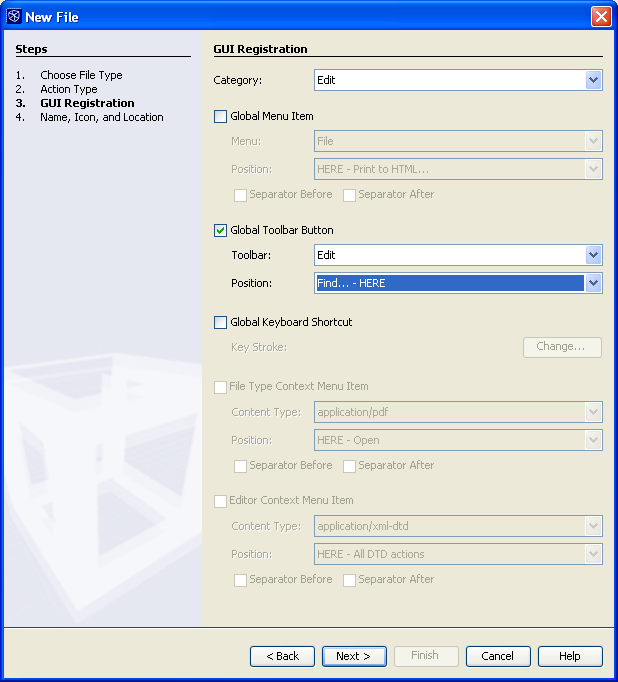 New File
Steps
1. Choose File Type
2. Action Type
3. GUI Registration
4. Name, Icon, and Location
GUI Registration
Category: Edit
Global Menu Item
Menu: File
Position: HERE - Print to HTML...
Separator Before Separator After
Global Toolbar Button
Toolbar: Edit
Position: Find... - HERE
Global Keyboard Shortcut
Key Stroke: Change...
File Type Context Menu Item
Content Type: application/pdf
Position: HERE - Open
Separator Before Separator After
Editor Context Menu Item
Content Type: application/xml-dtd
Position: HERE - All DTD actions
Separator Before Separator After
< Back Next > Finish Cancel Help